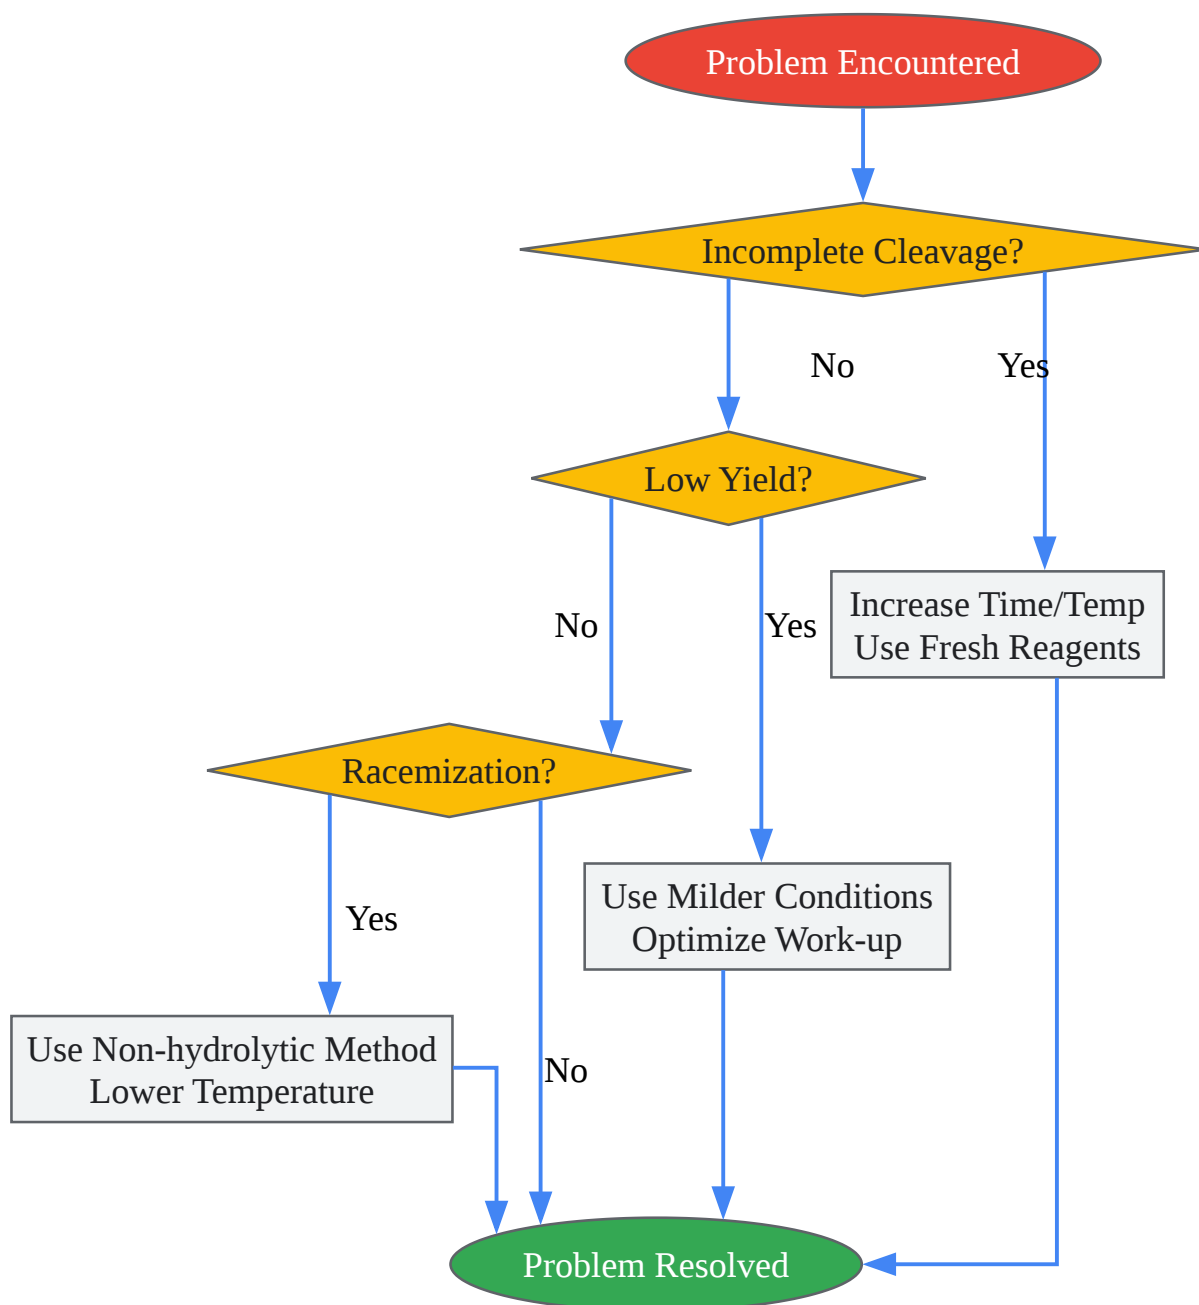 Problem Encountered
Incomplete Cleavage?
No
Yes
Low Yield?
Increase Time/Temp
Use Fresh Reagents
No
Yes
Racemization?
Use Milder Conditions
Optimize Work-up
Yes
Use Non-hydrolytic Method
Lower Temperature
No
Problem Resolved